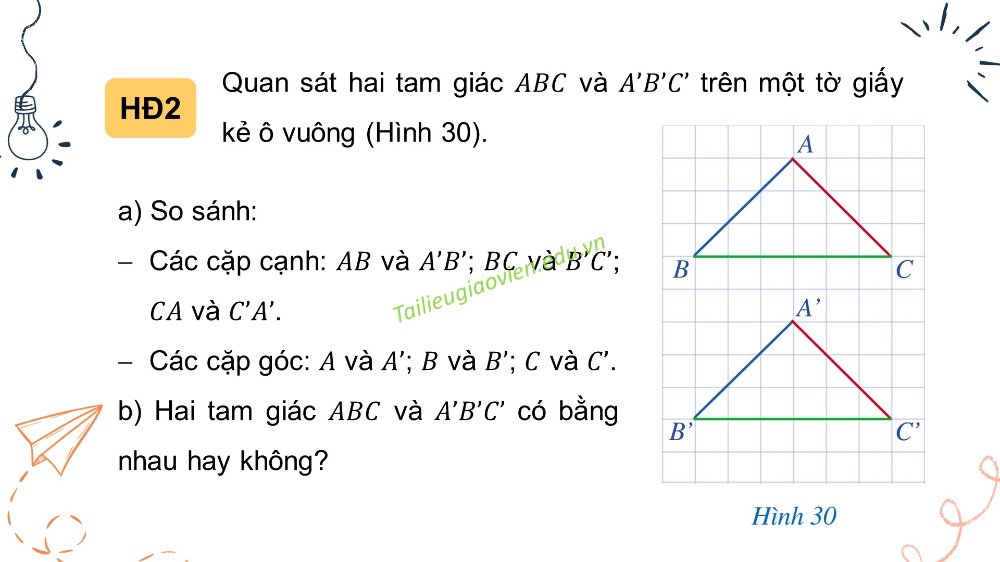 HĐ2
Quan sát hai tam giác ABC và A’B’C’ trên một tờ giấy
kẻ ô vuông (Hình 30).
a) So sánh:
– Các cặp cạnh: AB và A’B’; BC và B’C’;
CA và C’A’.
– Các cặp góc: A và A’; B và B’; C và C’.
b) Hai tam giác ABC và A’B’C’ có bằng
nhau hay không?
Tailieugiaovien.edu.vn
A
B
C
A’
B’
C’
Hình 30